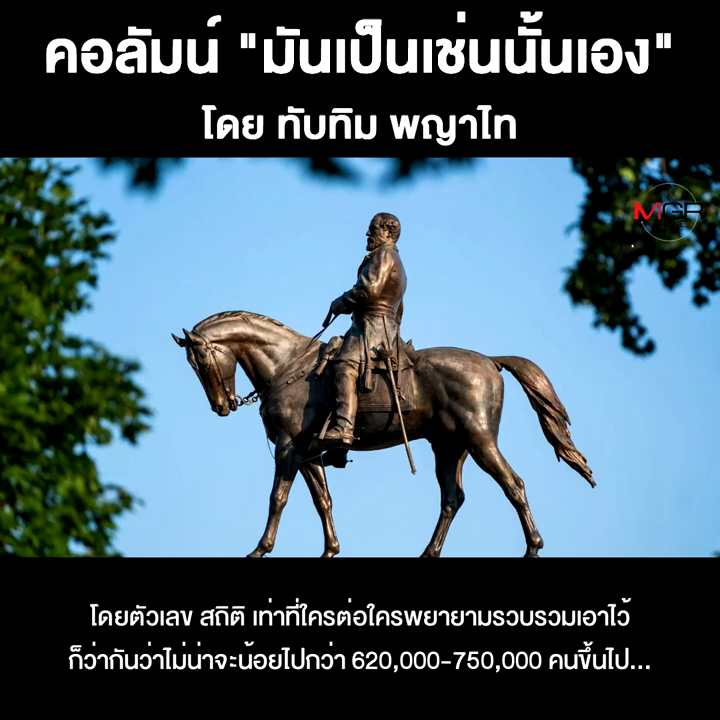 คอลัมน์ "มันเป็นเช่นนั้นเอง"
โดย ทับทิม พญาไท
MGR
โดยตัวเลข สถิติ เท่าที่ใครต่อใครพยายามรวบรวมเอาไว้
ก็ว่ากันว่าไม่น่าจะน้อยไปกว่า 620,000-750,000 คนขึ้นไป...